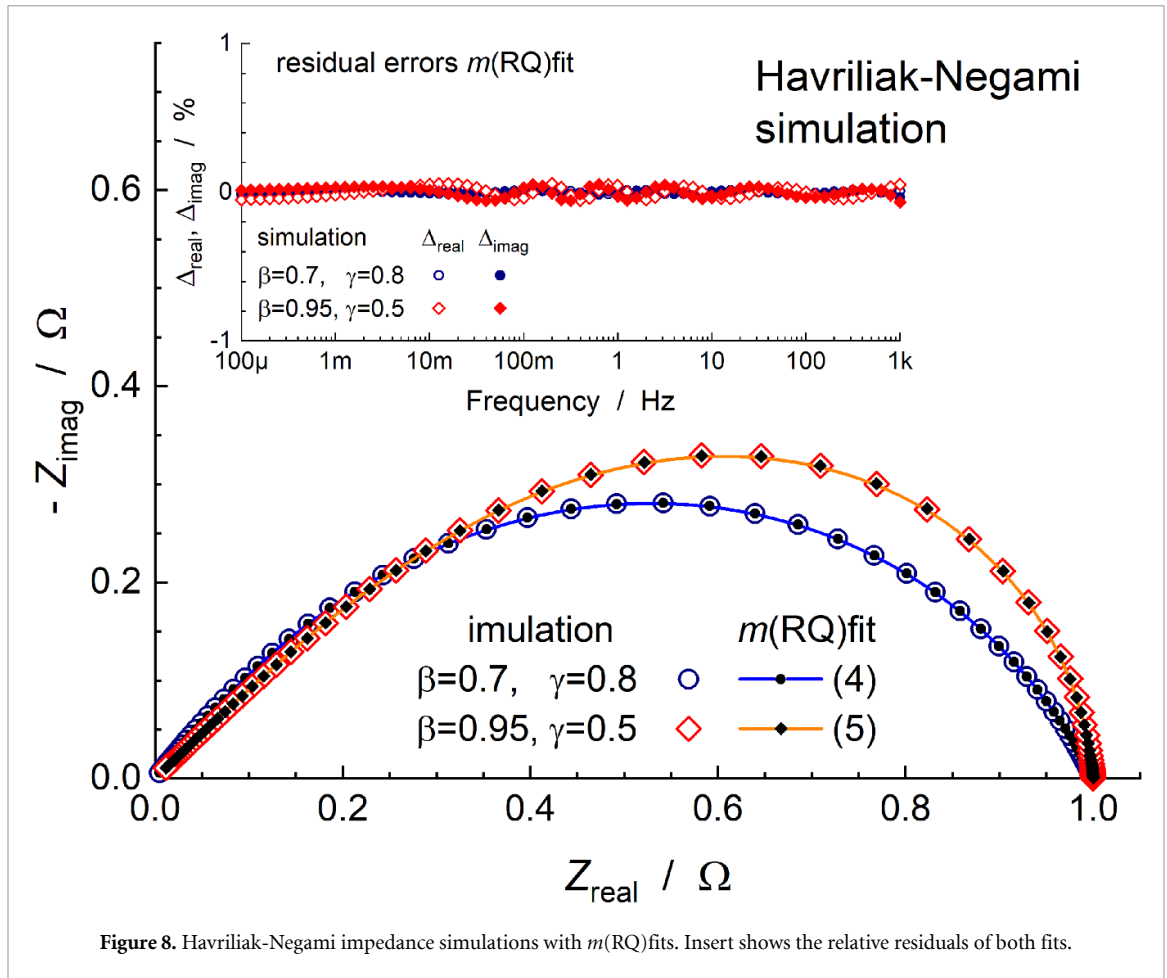 Havriliak-Negami
simulation
residual errors m(RQ)fit
Δreal, Δimag / %
1
0
-1
simulation Δreal Δimag
β=0.7, γ=0.8
β=0.95, γ=0.5
100μ 1m 10m 100m 1 10 100 1k
Frequency / Hz
- Zimag / Ω
0.6
0.4
0.2
0.0
imulation m(RQ)fit
β=0.7, γ=0.8 (4)
β=0.95, γ=0.5 (5)
0.0 0.2 0.4 0.6 0.8 1.0
Zreal / Ω
Figure 8. Havriliak-Negami impedance simulations with m(RQ)fits. Insert shows the relative residuals of both fits.